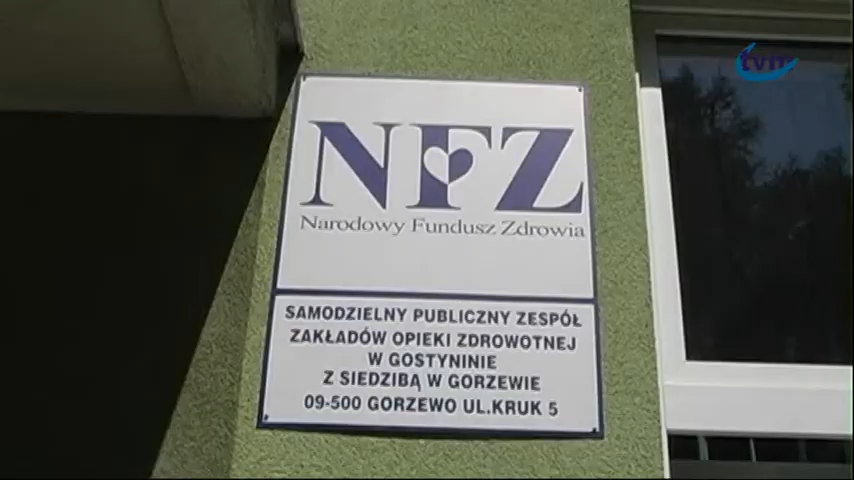 tvm
NFZ
Narodowy Fundusz Zdrowia
SAMODZIELNY PUBLICZNY ZESPÓŁ
ZAKŁADÓW OPIEKI ZDROWOTNEJ
W GOSTYNINIE
Z SIEDZIBĄ W GORZEWIE
09-500 GORZEWO UL.KRUK 5